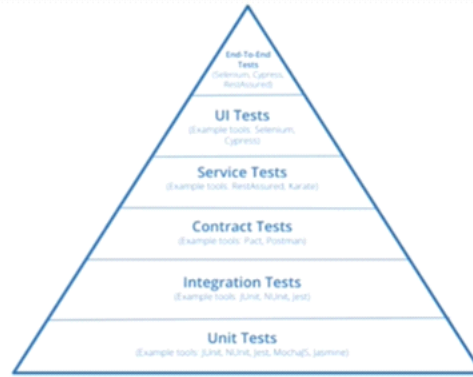 End-To-End
Tests
(Selenium, Cypress,
RestAssured)
UI Tests
(Example tools: Selenium,
Cypress)
Service Tests
(Example tools: RestAssured, Karate)
Contract Tests
(Example tools: Pact, Postman)
Integration Tests
(Example tools: JUnit, NUnit, Jest)
Unit Tests
(Example tools: JUnit, NUnit, Jest, MochaJS, Jasmine)